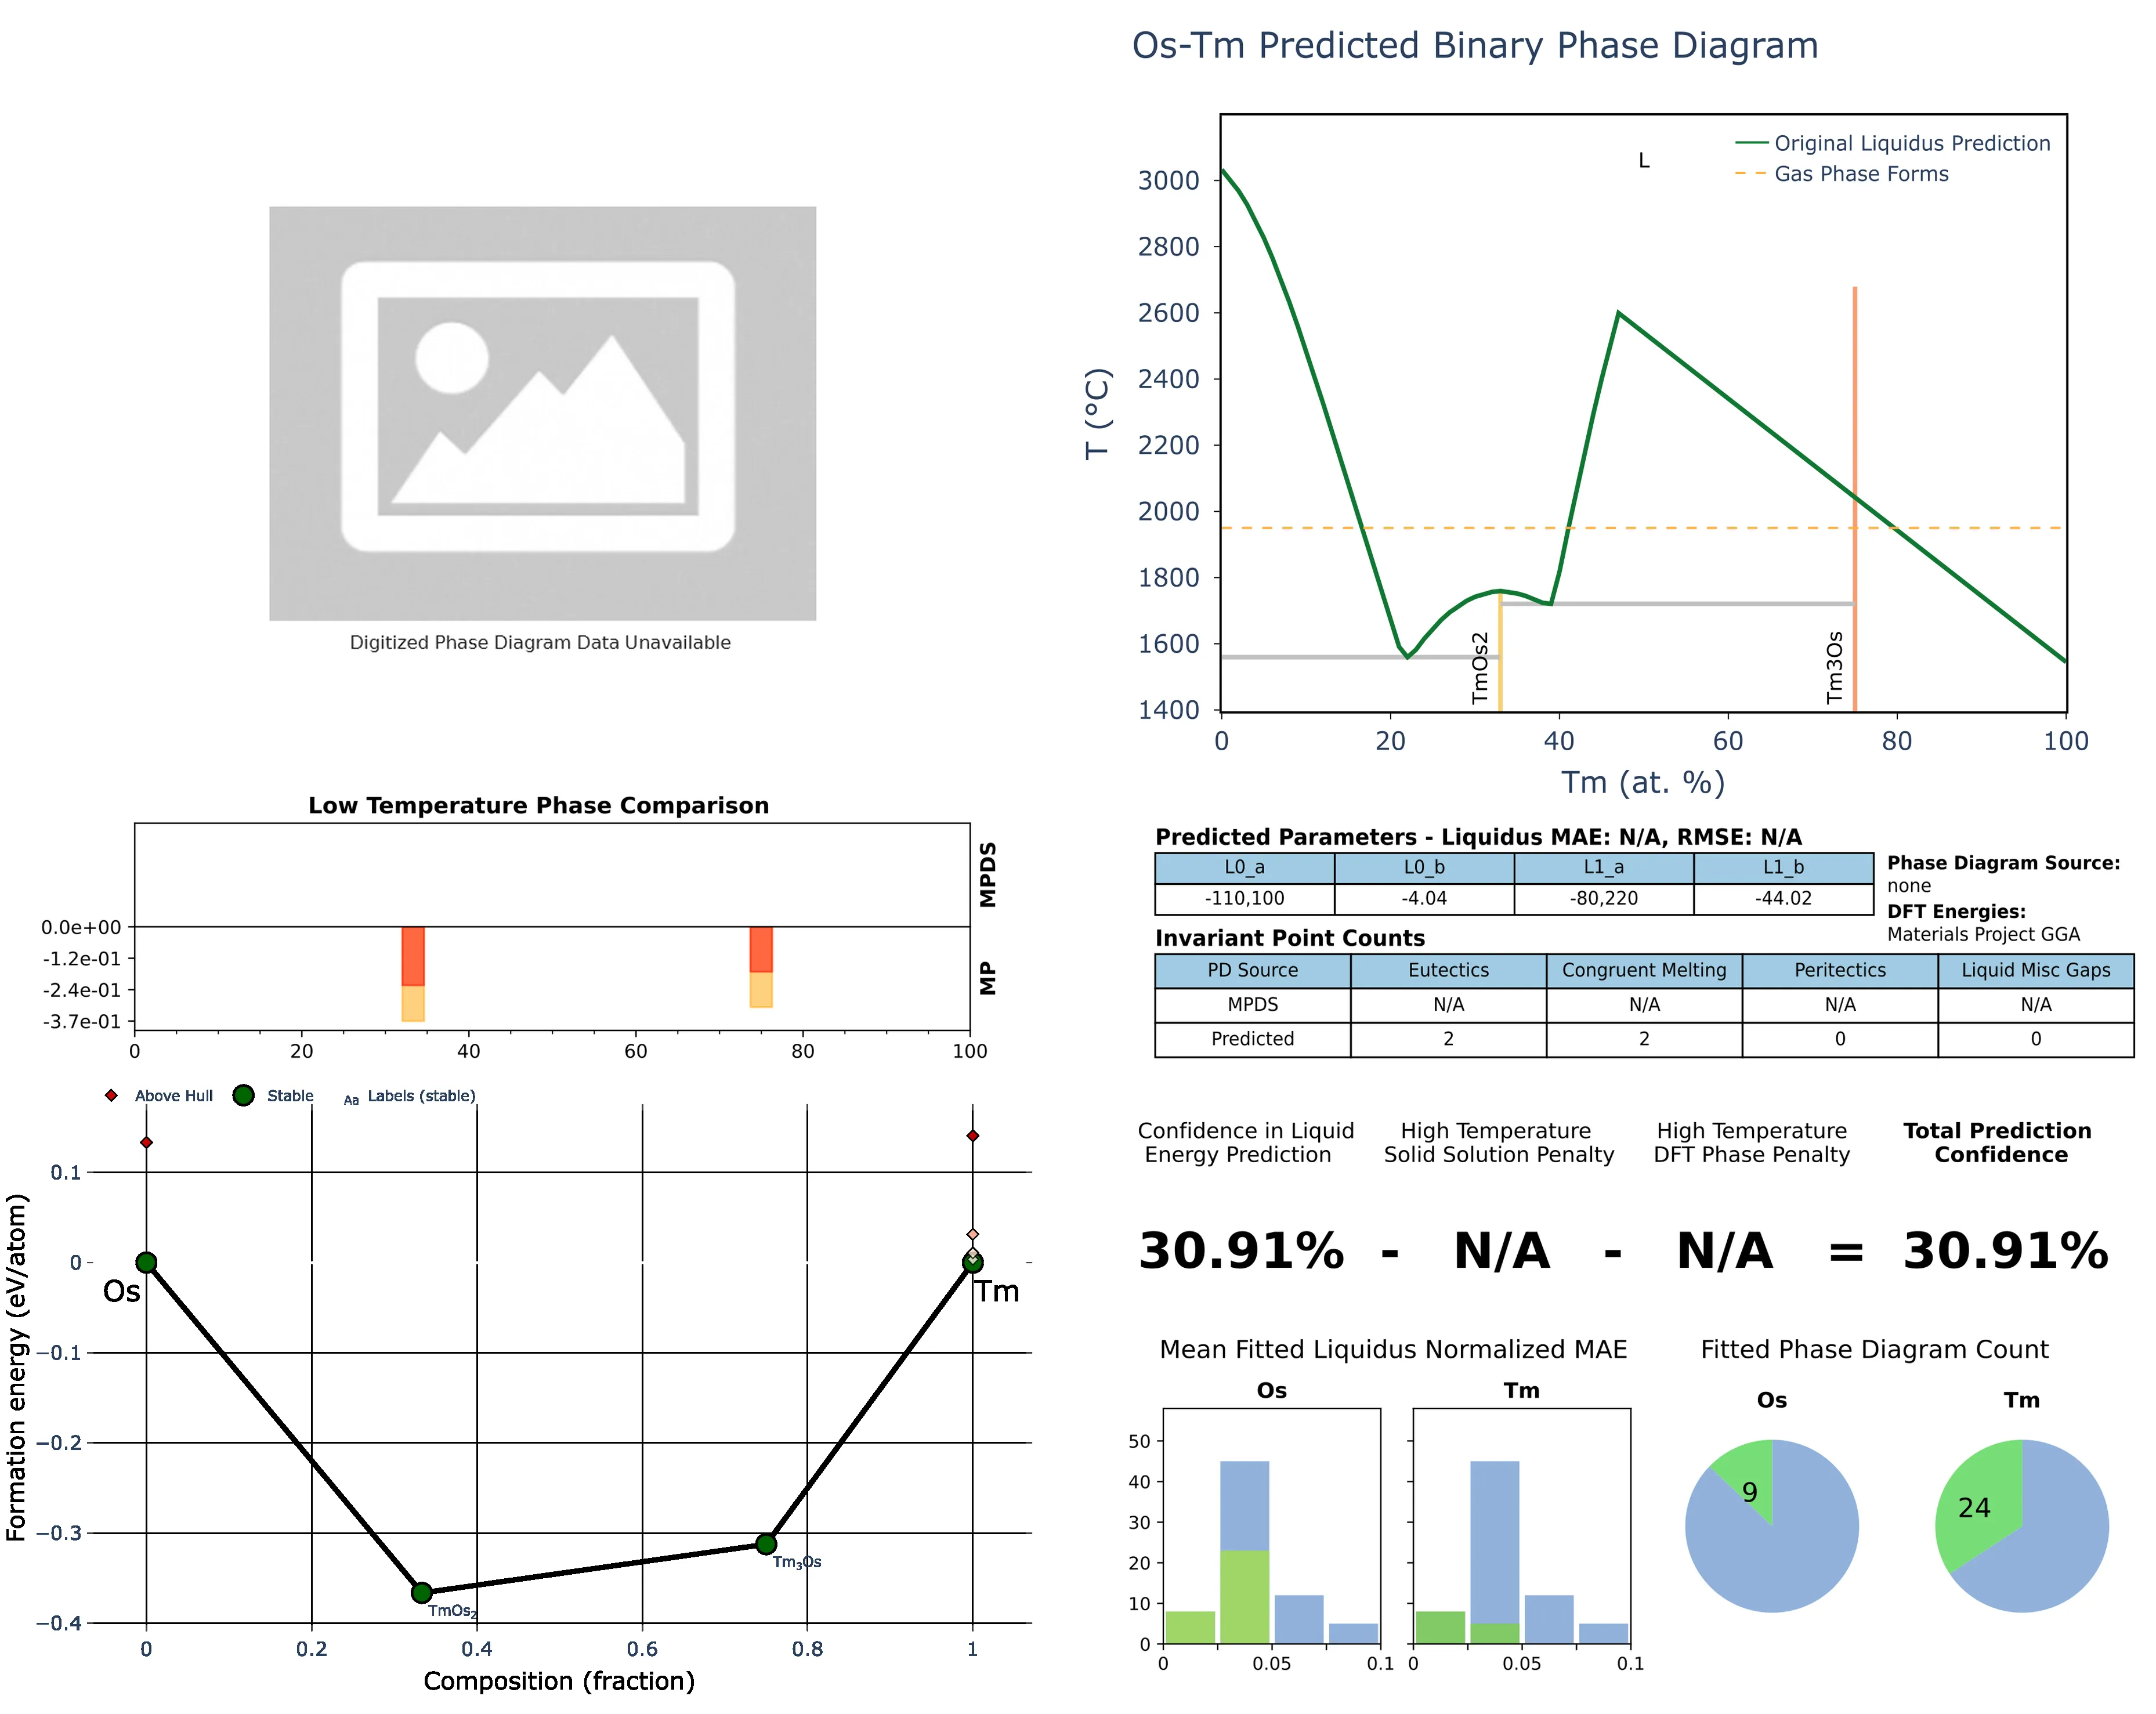 Os-Tm Predicted Binary Phase Diagram
Original Liquidus Prediction
Gas Phase Forms
L
3000
2800
2600
2400
2200
2000
1800
1600
1400
T (°C)
TmOs2
Tm3Os
0 20 40 60 80 100
Tm (at. %)
Digitized Phase Diagram Data Unavailable
Low Temperature Phase Comparison
MPDS
MP
0.0e+00
-1.2e-01
-2.4e-01
-3.7e-01
0 20 40 60 80 100
Predicted Parameters - Liquidus MAE: N/A, RMSE: N/A
L0_a L0_b L1_a L1_b
-110,100 -4.04 -80,220 -44.02
Phase Diagram Source:
none
DFT Energies:
Materials Project GGA
Invariant Point Counts
PD Source Eutectics Congruent Melting Peritectics Liquid Misc Gaps
MPDS N/A N/A N/A N/A
Predicted 2 2 0 0
Above Hull Stable Aa Labels (stable)
0.1
0
−0.1
−0.2
−0.3
−0.4
Formation energy (eV/atom)
Os
Tm
TmOs2
Tm3Os
0 0.2 0.4 0.6 0.8 1
Composition (fraction)
Confidence in Liquid
Energy Prediction
High Temperature
Solid Solution Penalty
High Temperature
DFT Phase Penalty
Total Prediction
Confidence
30.91% - N/A - N/A = 30.91%
Mean Fitted Liquidus Normalized MAE
Os
Tm
50
40
30
20
10
0
0 0.05 0.1
0 0.05 0.1
Fitted Phase Diagram Count
Os
Tm
9
24